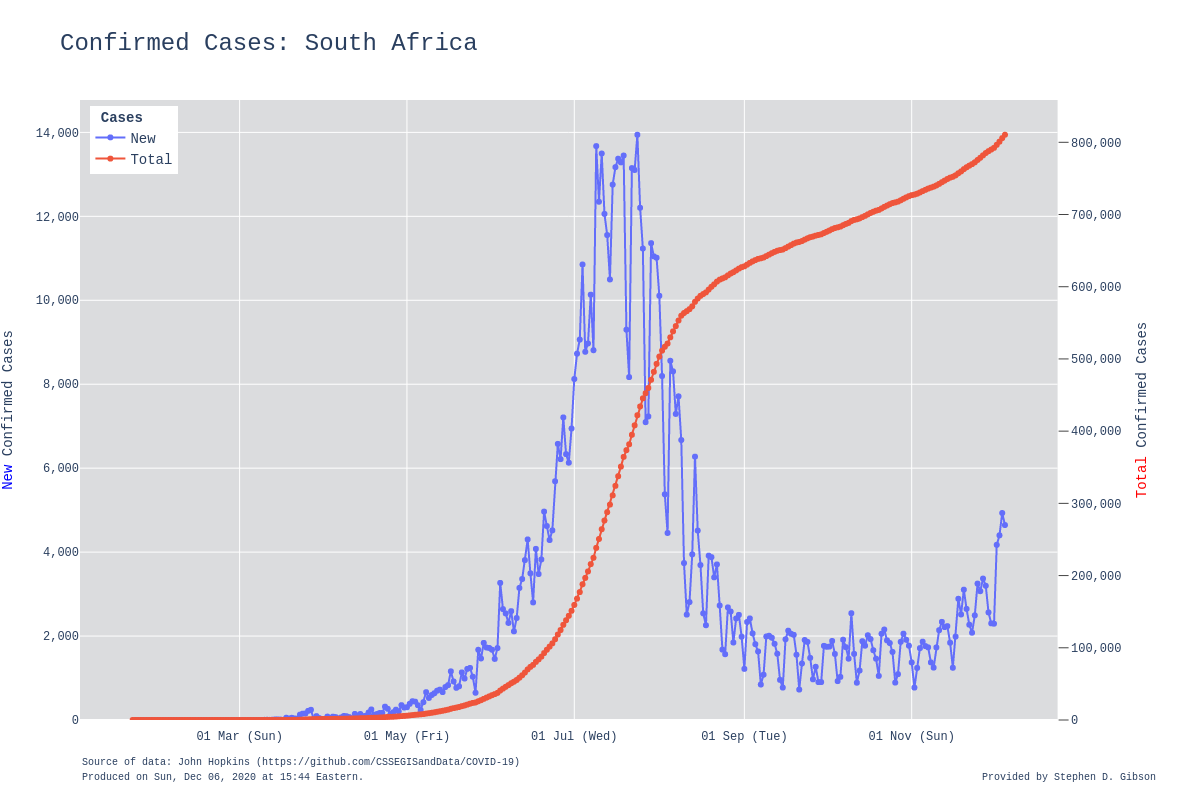 Confirmed Cases: South Africa
Cases
New
Total
14,000
12,000
10,000
8,000
6,000
4,000
2,000
0
New Confirmed Cases
800,000
700,000
600,000
500,000
400,000
300,000
200,000
100,000
0
Total Confirmed Cases
01 Mar (Sun) 01 May (Fri) 01 Jul (Wed) 01 Sep (Tue) 01 Nov (Sun)
Source of data: John Hopkins (https://github.com/CSSEGISandData/COVID-19)
Produced on Sun, Dec 06, 2020 at 15:44 Eastern.
Provided by Stephen D. Gibson